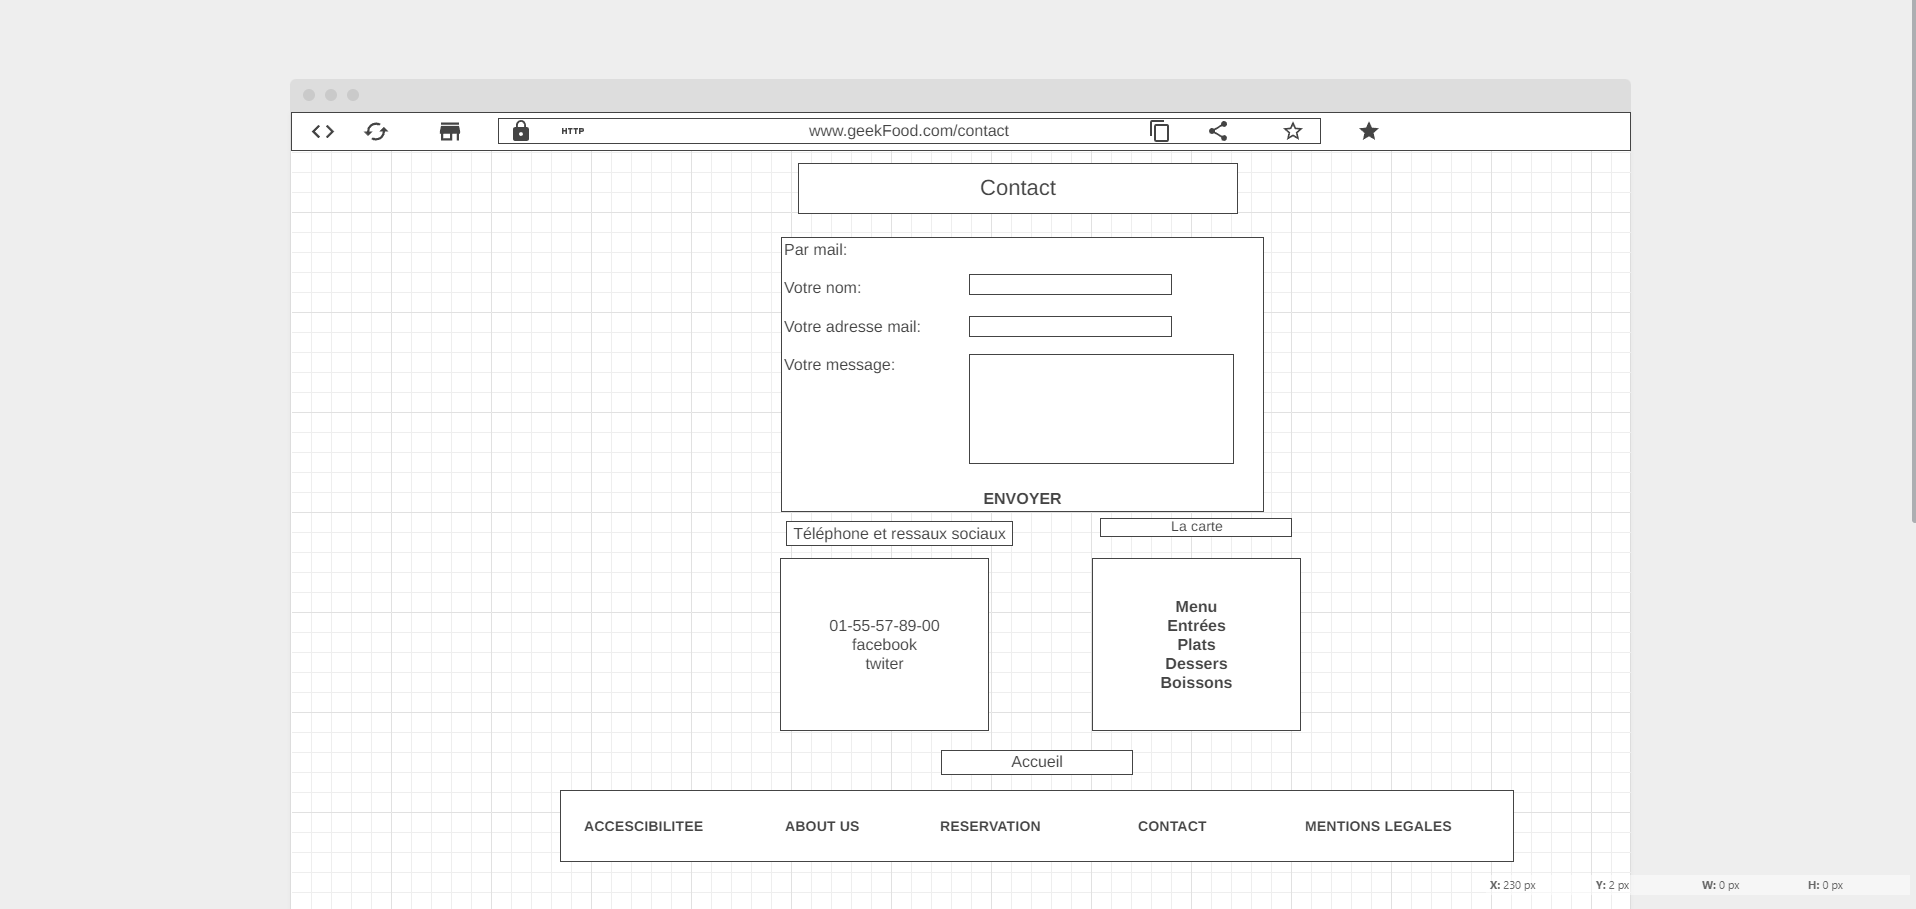 HTTP www.geekFood.com/contact
Contact
Par mail:
Votre nom:
Votre adresse mail:
Votre message:
ENVOYER
Téléphone et ressaux sociaux
La carte
01-55-57-89-00
facebook
twiter
Menu
Entrées
Plats
Dessers
Boissons
Accueil
ACCESCIBILITEE ABOUT US RESERVATION CONTACT MENTIONS LEGALES
X: 230 px Y: 2 px W: 0 px H: 0 px